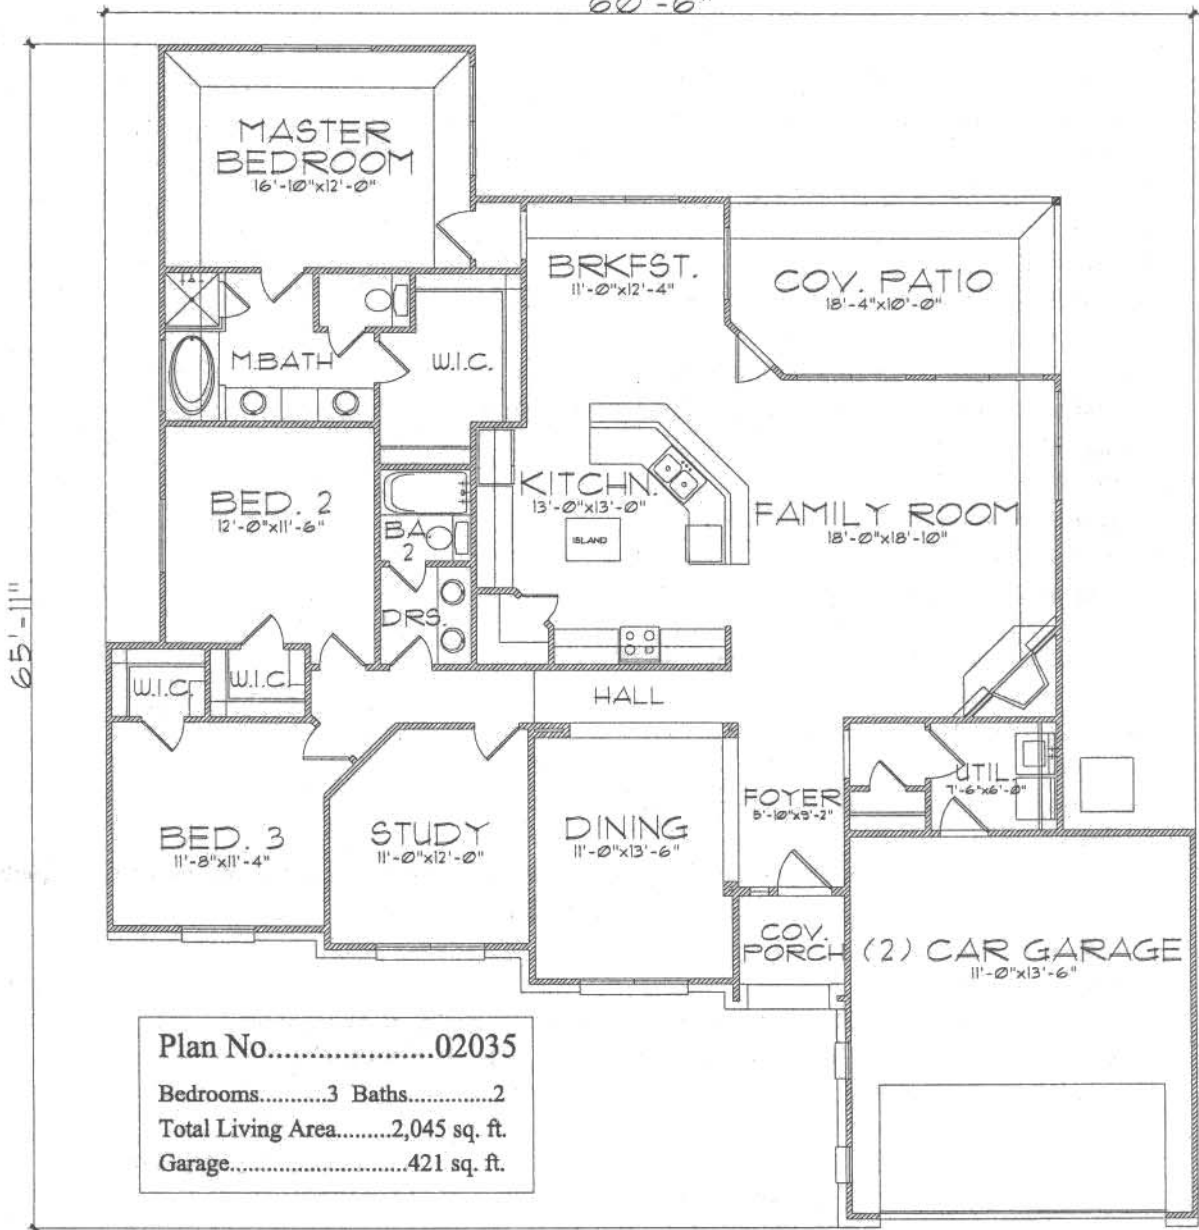 60'-6"
65'-11"
MASTER
BEDROOM
16'-10"x12'-0"
BRKFST.
11'-0"x12'-4"
COV. PATIO
18'-4"x10'-0"
M.BATH
W.I.C.
BED. 2
12'-0"x11'-6"
KITCHN.
13'-0"x13'-0"
ISLAND
BA.
2
FAMILY ROOM
18'-0"x18'-10"
DRS.
W.I.C.
W.I.C.
HALL
BED. 3
11'-8"x11'-4"
STUDY
11'-0"x12'-0"
DINING
11'-0"x13'-6"
FOYER
5'-10"x9'-2"
UTIL.
7'-6"x6'-0"
COV.
PORCH
(2) CAR GARAGE
11'-0"x13'-6"
Plan No....................02035
Bedrooms...........3 Baths.............2
Total Living Area.........2,045 sq. ft.
Garage............................421 sq. ft.